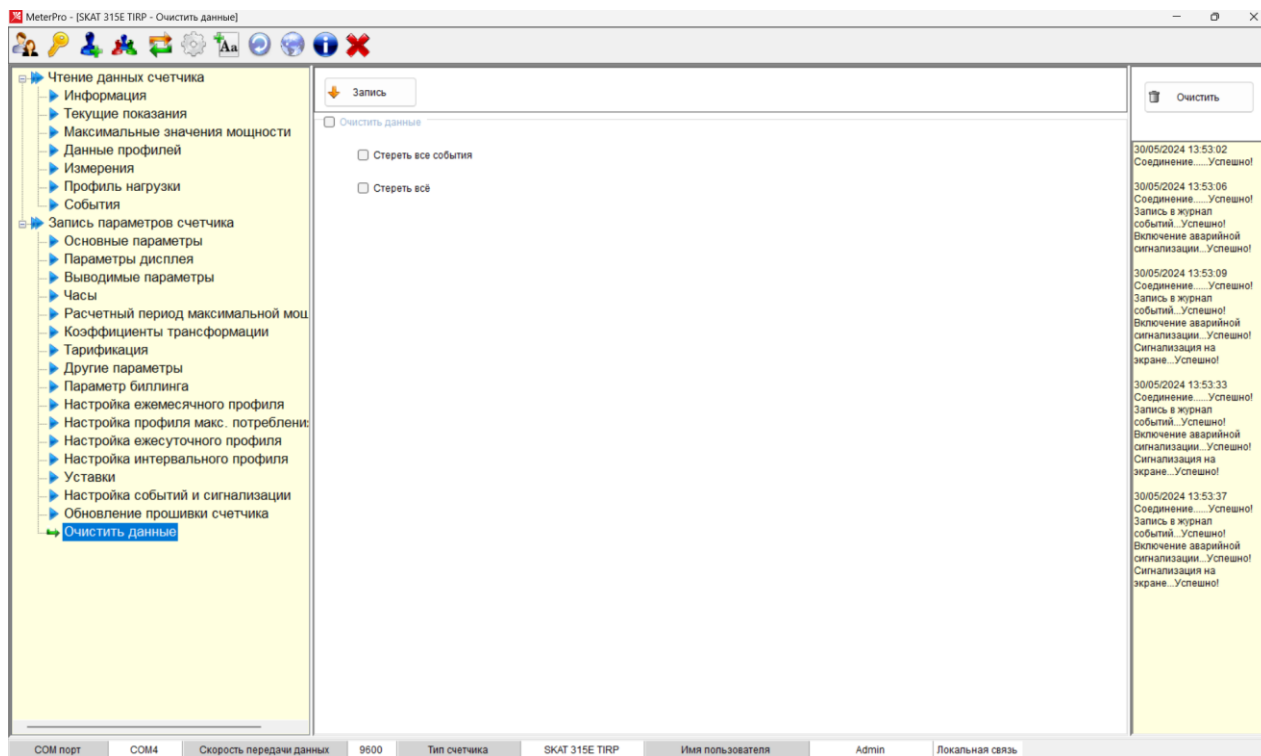 MeterPro - [SKAT 315E TIRP - Очистить данные]
Aa
Чтение данных счетчика
Информация
Текущие показания
Максимальные значения мощности
Данные профилей
Измерения
Профиль нагрузки
События
Запись параметров счетчика
Основные параметры
Параметры дисплея
Выводимые параметры
Часы
Расчетный период максимальной мощ
Коэффициенты трансформации
Тарификация
Другие параметры
Параметр биллинга
Настройка ежемесячного профиля
Настройка профиля макс. потреблени
Настройка ежесуточного профиля
Настройка интервального профиля
Уставки
Настройка событий и сигнализации
Обновление прошивки счетчика
Очистить данные
Запись
Очистить данные
Стереть все события
Стереть всё
Очистить
30/05/2024 13:53:02
Соединение......Успешно!
30/05/2024 13:53:06
Соединение......Успешно!
Запись в журнал
событий...Успешно!
Включение аварийной
сигнализации...Успешно!
30/05/2024 13:53:09
Соединение......Успешно!
Запись в журнал
событий...Успешно!
Включение аварийной
сигнализации...Успешно!
Сигнализация на
экране...Успешно!
30/05/2024 13:53:33
Соединение......Успешно!
Запись в журнал
событий...Успешно!
Включение аварийной
сигнализации...Успешно!
Сигнализация на
экране...Успешно!
30/05/2024 13:53:37
Соединение......Успешно!
Запись в журнал
событий...Успешно!
Включение аварийной
сигнализации...Успешно!
Сигнализация на
экране...Успешно!
COM порт COM4 Скорость передачи данных 9600 Тип счетчика SKAT 315E TIRP Имя пользователя Admin Локальная связь